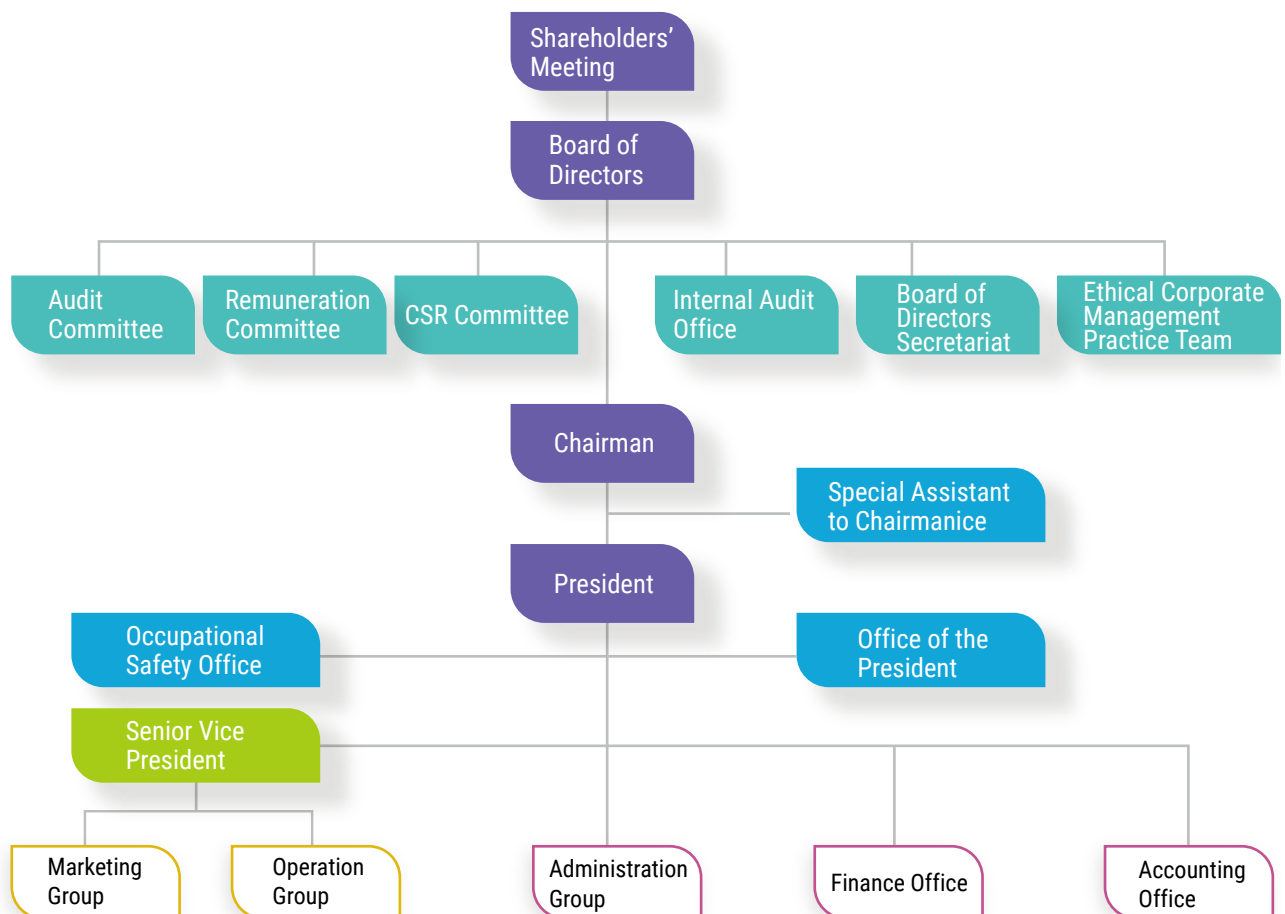 Shareholders'
Meeting
Board of
Directors
Audit
Committee
Remuneration
Committee
CSR Committee
Internal Audit
Office
Board of
Directors
Secretariat
Ethical Corporate
Management
Practice Team
Chairman
Special Assistant
to Chairmanice
President
Occupational
Safety Office
Office of the
President
Senior Vice
President
Marketing
Group
Operation
Group
Administration
Group
Finance Office
Accounting
Office